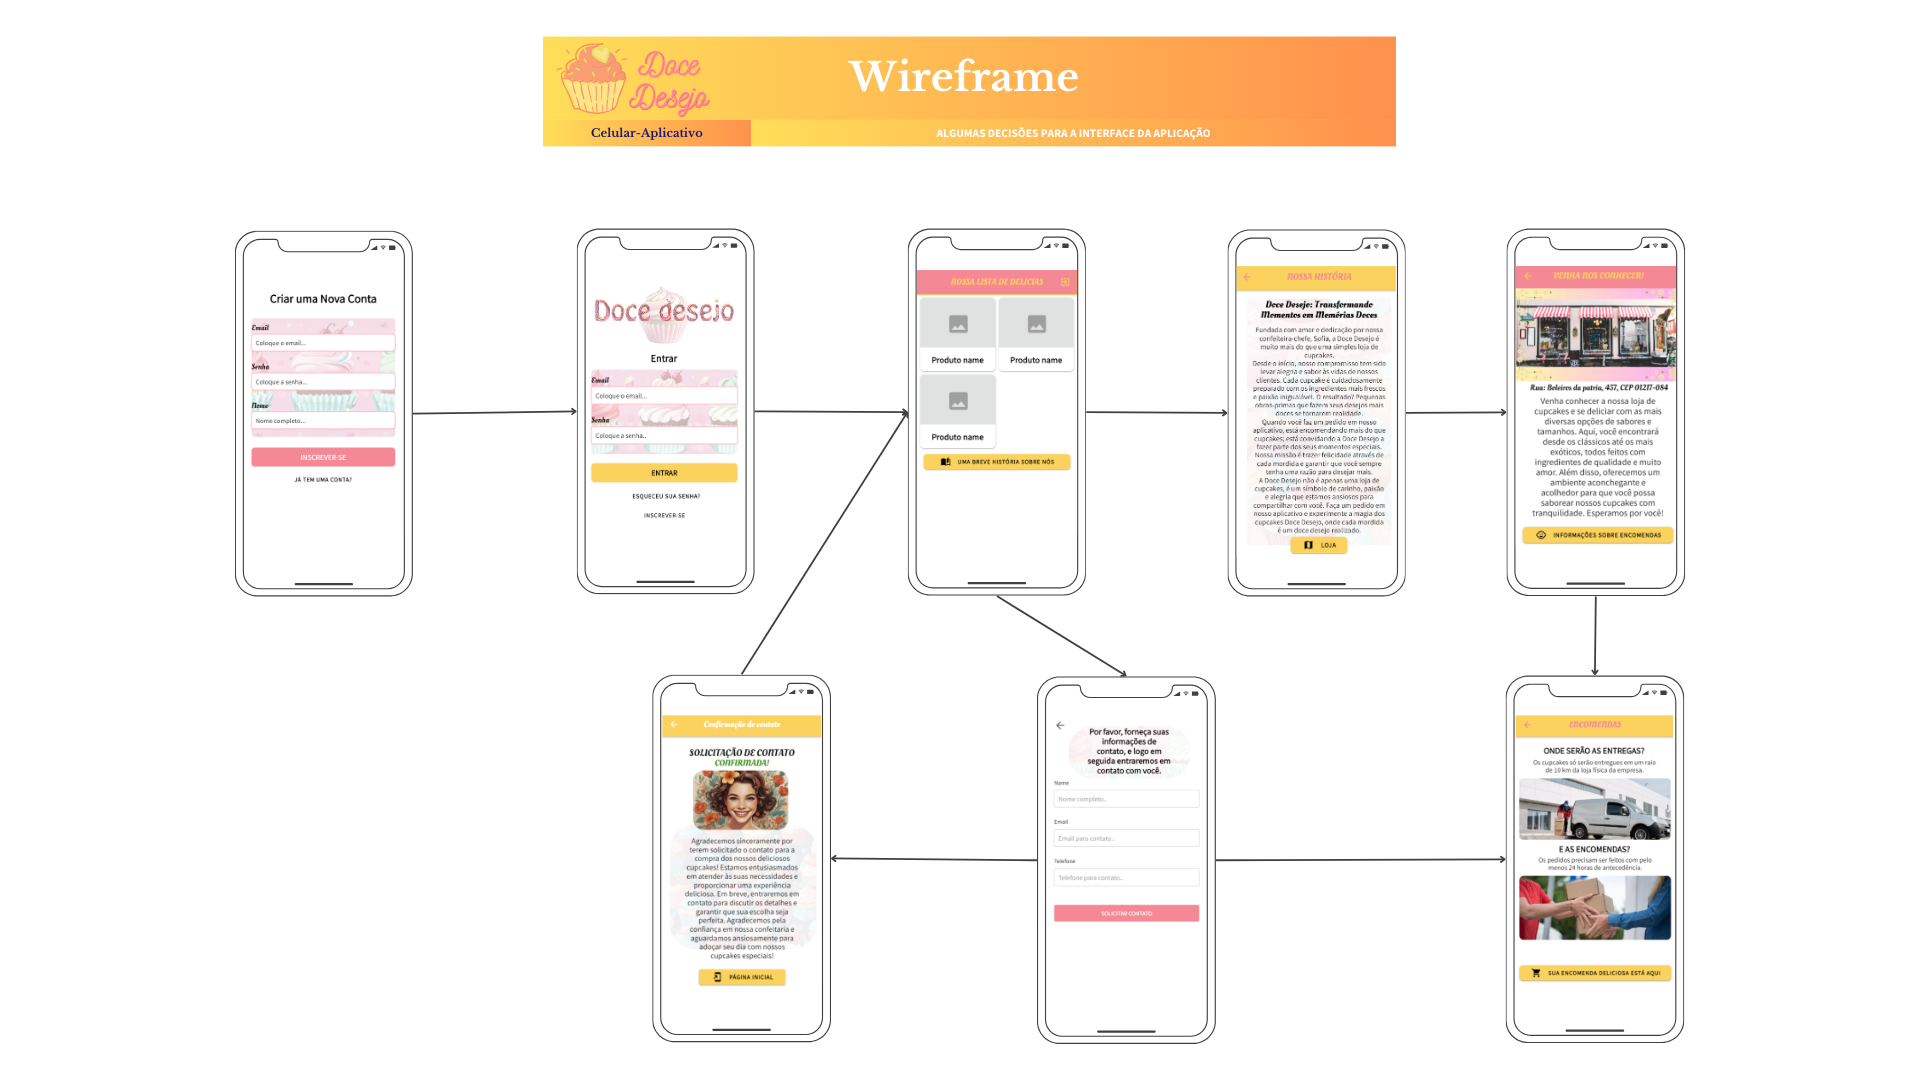 Doce
Desejo
Wireframe
Celular-Aplicativo
ALGUMAS DECISÕES PARA A INTERFACE DA APLICAÇÃO
Criar uma Nova Conta
Email
Coloque o email...
Senha
Coloque a senha...
Nome
Nome completo...
INSCREVER-SE
JÁ TEM UMA CONTA?
Doce desejo
Entrar
Email
Coloque o email...
Senha
Coloque a senha..
ENTRAR
ESQUECEU SUA SENHA?
INSCREVER-SE
NOSSA LISTA DE DELICIAS
Produto name
Produto name
Produto name
UMA BREVE HISTÓRIA SOBRE NÓS
NOSSA HISTÓRIA
Doce Deseje: Transformando
Momentos em Memórias Doces
Fundada com amor e dedicação por nossa
confeiteira-chefe, Sofia, a Doce Desejo é
muito mais do que uma simples loja de
cupcakes.
Desde o início, nosso compromisso tem sido
levar alegria e sabor às vidas de nossos
clientes. Cada cupcake é cuidadosamente
preparado com os ingredientes mais frescos
e paixão inigualável. O resultado? Pequenas
obras-primas que fazem seus desejos mais
doces se tornarem realidade.
Quando você faz um pedido em nosso
aplicativo, está encomendando mais do que
cupcakes; está convidando a Doce Desejo a
fazer parte dos seus momentos especiais.
Nossa missão é trazer felicidade através de
cada mordida e garantir que você sempre
tenha uma razão para desejar mais.
A Doce Desejo não é apenas uma loja de
cupcakes, é um símbolo de carinho, paixão
e alegria que estamos ansiosos para
compartilhar com você. Faça um pedido em
nosso aplicativo e experimente a magia dos
cupcakes Doce Desejo, onde cada mordida
é um doce desejo realizado.
LOJA
VENHA NOS CONHECER!
Rua: Beleiros da patria, 457, CEP 01217-084
Venha conhecer a nossa loja de
cupcakes e se deliciar com as mais
diversas opções de sabores e
tamanhos. Aqui, você encontrará
desde os clássicos até os mais
exóticos, todos feitos com
ingredientes de qualidade e muito
amor. Além disso, oferecemos um
ambiente aconchegante e
acolhedor para que você possa
saborear nossos cupcakes com
tranquilidade. Esperamos por você!
INFORMAÇÕES SOBRE ENCOMENDAS
Confirmação de contato
SOLICITAÇÃO DE CONTATO
CONFIRMADA!
Agradecemos sinceramente por
terem solicitado o contato para a
compra dos nossos deliciosos
cupcakes! Estamos entusiasmados
em atender às suas necessidades e
proporcionar uma experiência
deliciosa. Em breve, entraremos em
contato para discutir os detalhes e
garantir que sua escolha seja
perfeita. Agradecemos pela
confiança em nossa confeitaria e
aguardamos ansiosamente para
adoçar seu dia com nossos
cupcakes especiais!
PÁGINA INICIAL
Por favor, forneça suas
informações de
contato, e logo em
seguida entraremos em
contato com você.
Name
Nome completo..
Email
Email para contato..
Telefone
Telefone para contato..
SOLICITAR CONTATO
ENCOMENDAS
ONDE SERÃO AS ENTREGAS?
Os cupcakes só serão entregues em um raio
de 10 km da loja física da empresa.
E AS ENCOMENDAS?
Os pedidos precisam ser feitos com pelo
menos 24 horas de antecedência.
SUA ENCOMENDA DELICIOSA ESTÁ AQUI